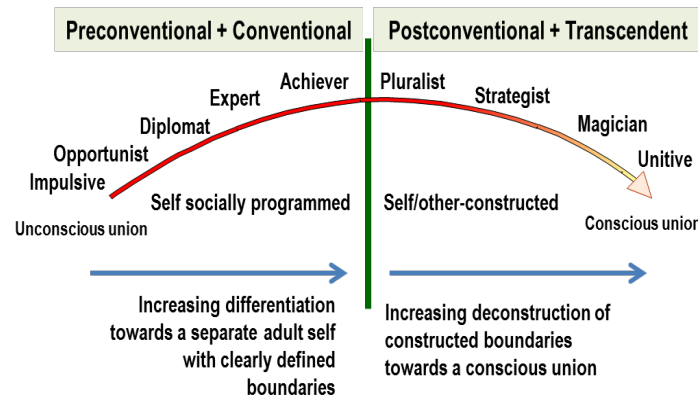 Preconventional + Conventional
Postconventional + Transcendent
Achiever
Pluralist
Expert
Strategist
Diplomat
Magician
Opportunist
Unitive
Impulsive
Self socially programmed
Self/other-constructed
Unconscious union
Conscious union
Increasing differentiation
towards a separate adult self
with clearly defined
boundaries
Increasing deconstruction of
constructed boundaries
towards a conscious union